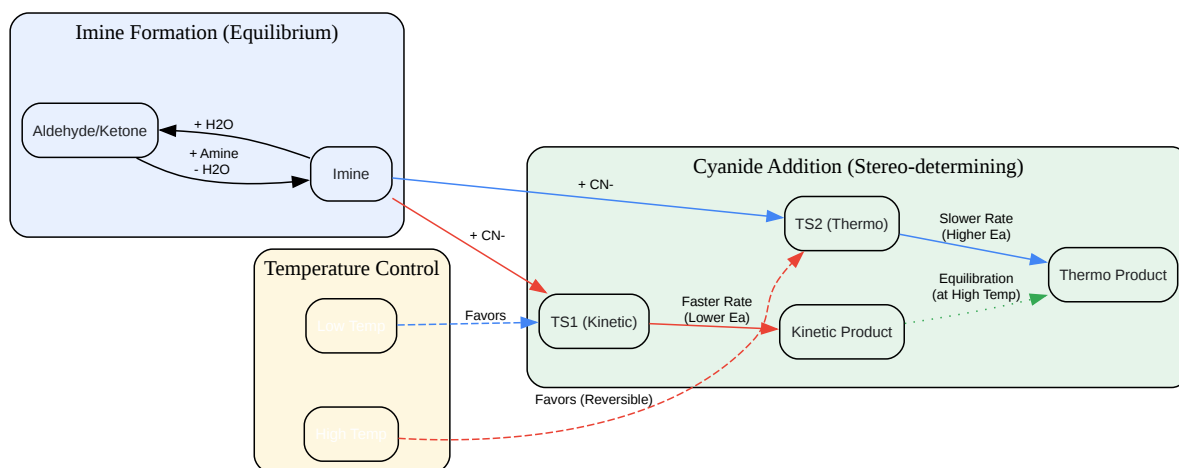 Imine Formation (Equilibrium)
Aldehyde/Ketone
+ H2O
+ Amine
- H2O
Imine
Cyanide Addition (Stereo-determining)
+ CN-
+ CN-
TS2 (Thermo)
Slower Rate
(Higher Ea)
Thermo Product
Equilibration
(at High Temp)
TS1 (Kinetic)
Faster Rate
(Lower Ea)
Kinetic Product
Temperature Control
Low Temp
Favors
High Temp
Favors (Reversible)